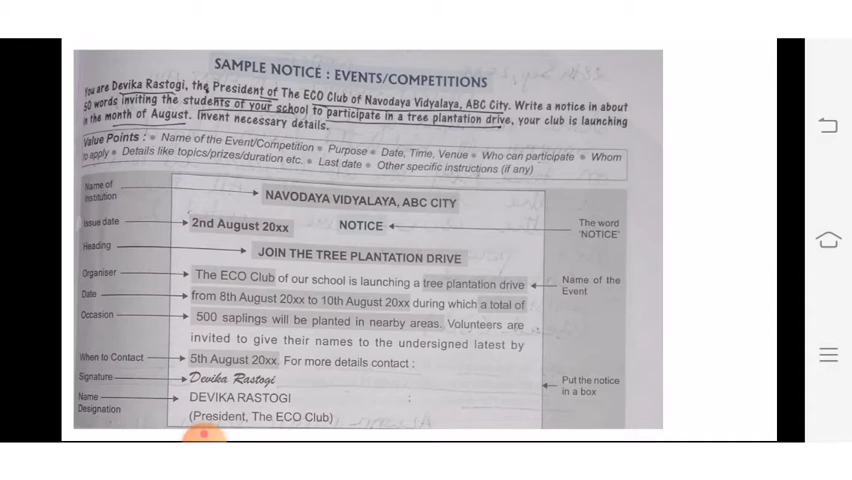 SAMPLE NOTICE : EVENTS/COMPETITIONS
You are Devika Rastogi, the President of The ECO Club of Navodaya Vidyalaya, ABC City. Write a notice in about
50 words inviting the students of your school to participate in a tree plantation drive, your club is launching
in the month of August. Invent necessary details.
Value Points : • Name of the Event/Competition • Purpose • Date, Time, Venue • Who can participate • Whom
to apply • Details like topics/prizes/duration etc. • Last date • Other specific instructions (if any)
Name of
Institution
NAVODAYA VIDYALAYA, ABC CITY
Issue date
2nd August 20xx
NOTICE
The word
'NOTICE'
Heading
JOIN THE TREE PLANTATION DRIVE
Organiser
The ECO Club of our school is launching a tree plantation drive
Name of the
Event
Date
from 8th August 20xx to 10th August 20xx during which a total of
Occasion
500 saplings will be planted in nearby areas. Volunteers are
invited to give their names to the undersigned latest by
When to Contact
5th August 20xx. For more details contact :
Signature
Devika Rastogi
Put the notice
in a box
Name
DEVIKA RASTOGI :
Designation
(President, The ECO Club)